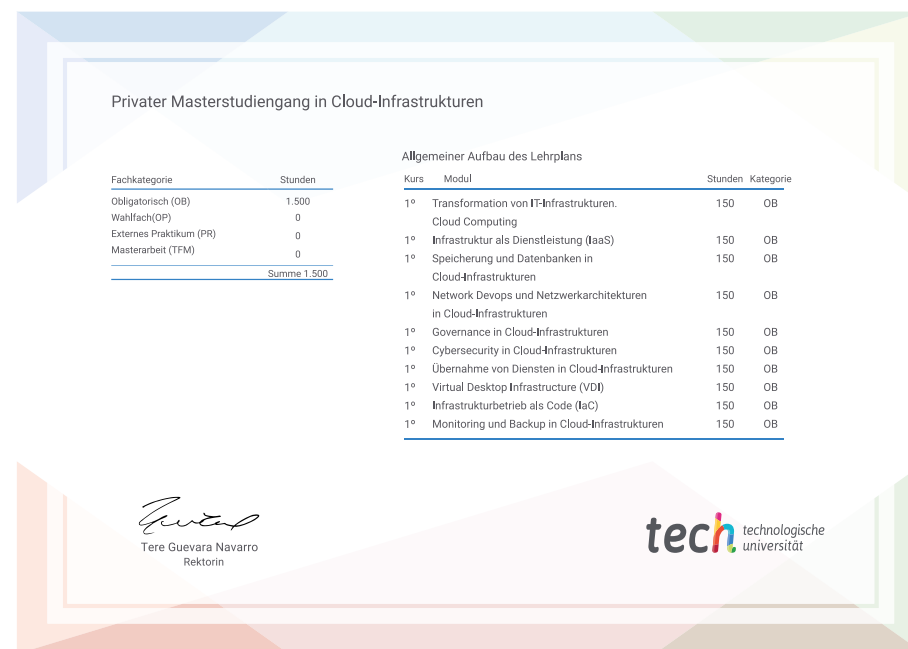 Privater Masterstudiengang in Cloud-Infrastrukturen
Fachkategorie Stunden
Obligatorisch (OB) 1.500
Wahlfach(OP) 0
Externes Praktikum (PR) 0
Masterarbeit (TFM) 0
Summe 1.500
Allgemeiner Aufbau des Lehrplans
Kurs Modul Stunden Kategorie
1º Transformation von IT-Infrastrukturen. 150 OB
Cloud Computing
1º Infrastruktur als Dienstleistung (IaaS) 150 OB
1º Speicherung und Datenbanken in 150 OB
Cloud-Infrastrukturen
1º Network Devops und Netzwerkarchitekturen 150 OB
in Cloud-Infrastrukturen
1º Governance in Cloud-Infrastrukturen 150 OB
1º Cybersecurity in Cloud-Infrastrukturen 150 OB
1º Übernahme von Diensten in Cloud-Infrastrukturen 150 OB
1º Virtual Desktop Infrastructure (VDI) 150 OB
1º Infrastrukturbetrieb als Code (IaC) 150 OB
1º Monitoring und Backup in Cloud-Infrastrukturen 150 OB
Tere Guevara Navarro
Rektorin
tech technologische
universität